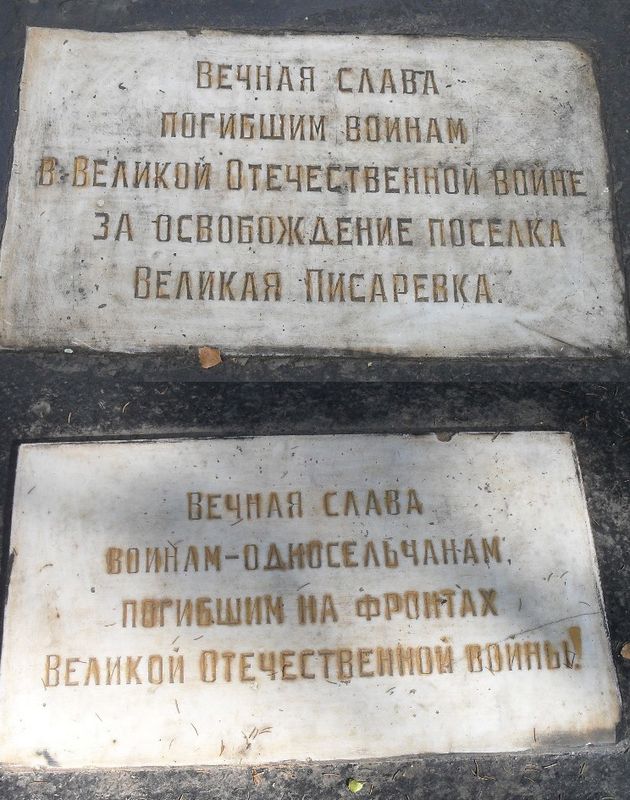 Вечная слава
погибшим воинам
в Великой Отечественной войне
за освобождение поселка
Великая Писаревка.
Вечная слава
воинам-односельчанам,
погибшим на фронтах
Великой Отечественной войны!